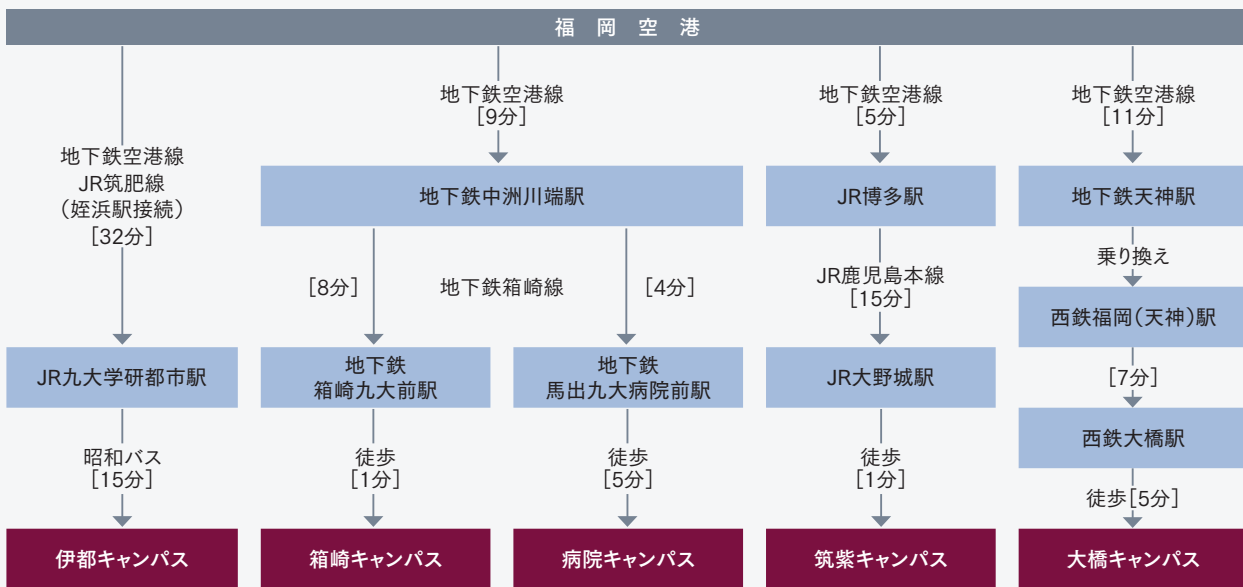 福岡空港
地下鉄空港線
JR筑肥線
（姪浜駅接続）
［32分］
JR九大学研都市駅
昭和バス
［15分］
伊都キャンパス
地下鉄空港線
［9分］
地下鉄中洲川端駅
地下鉄箱崎線
［8分］
地下鉄
箱崎九大前駅
徒歩
［1分］
箱崎キャンパス
［4分］
地下鉄
馬出九大病院前駅
徒歩
［5分］
病院キャンパス
地下鉄空港線
［5分］
JR博多駅
JR鹿児島本線
［15分］
JR大野城駅
徒歩
［1分］
筑紫キャンパス
地下鉄空港線
［11分］
地下鉄天神駅
乗り換え
西鉄福岡（天神）駅
［7分］
西鉄大橋駅
徒歩［5分］
大橋キャンパス